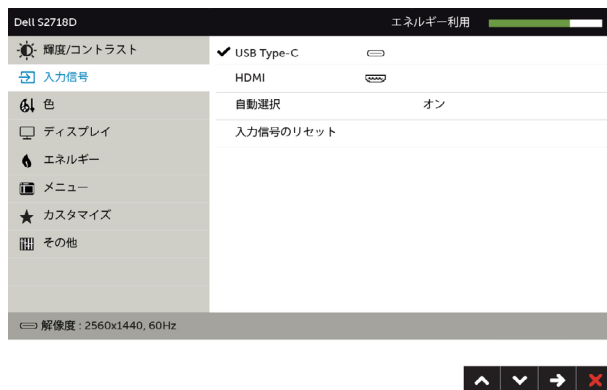 Dell S2718D エネルギー利用
輝度/コントラスト
入力信号
色
ディスプレイ
エネルギー
メニュー
カスタマイズ
その他
USB Type-C
HDMI
自動選択 オン
入力信号のリセット
解像度 : 2560x1440, 60Hz